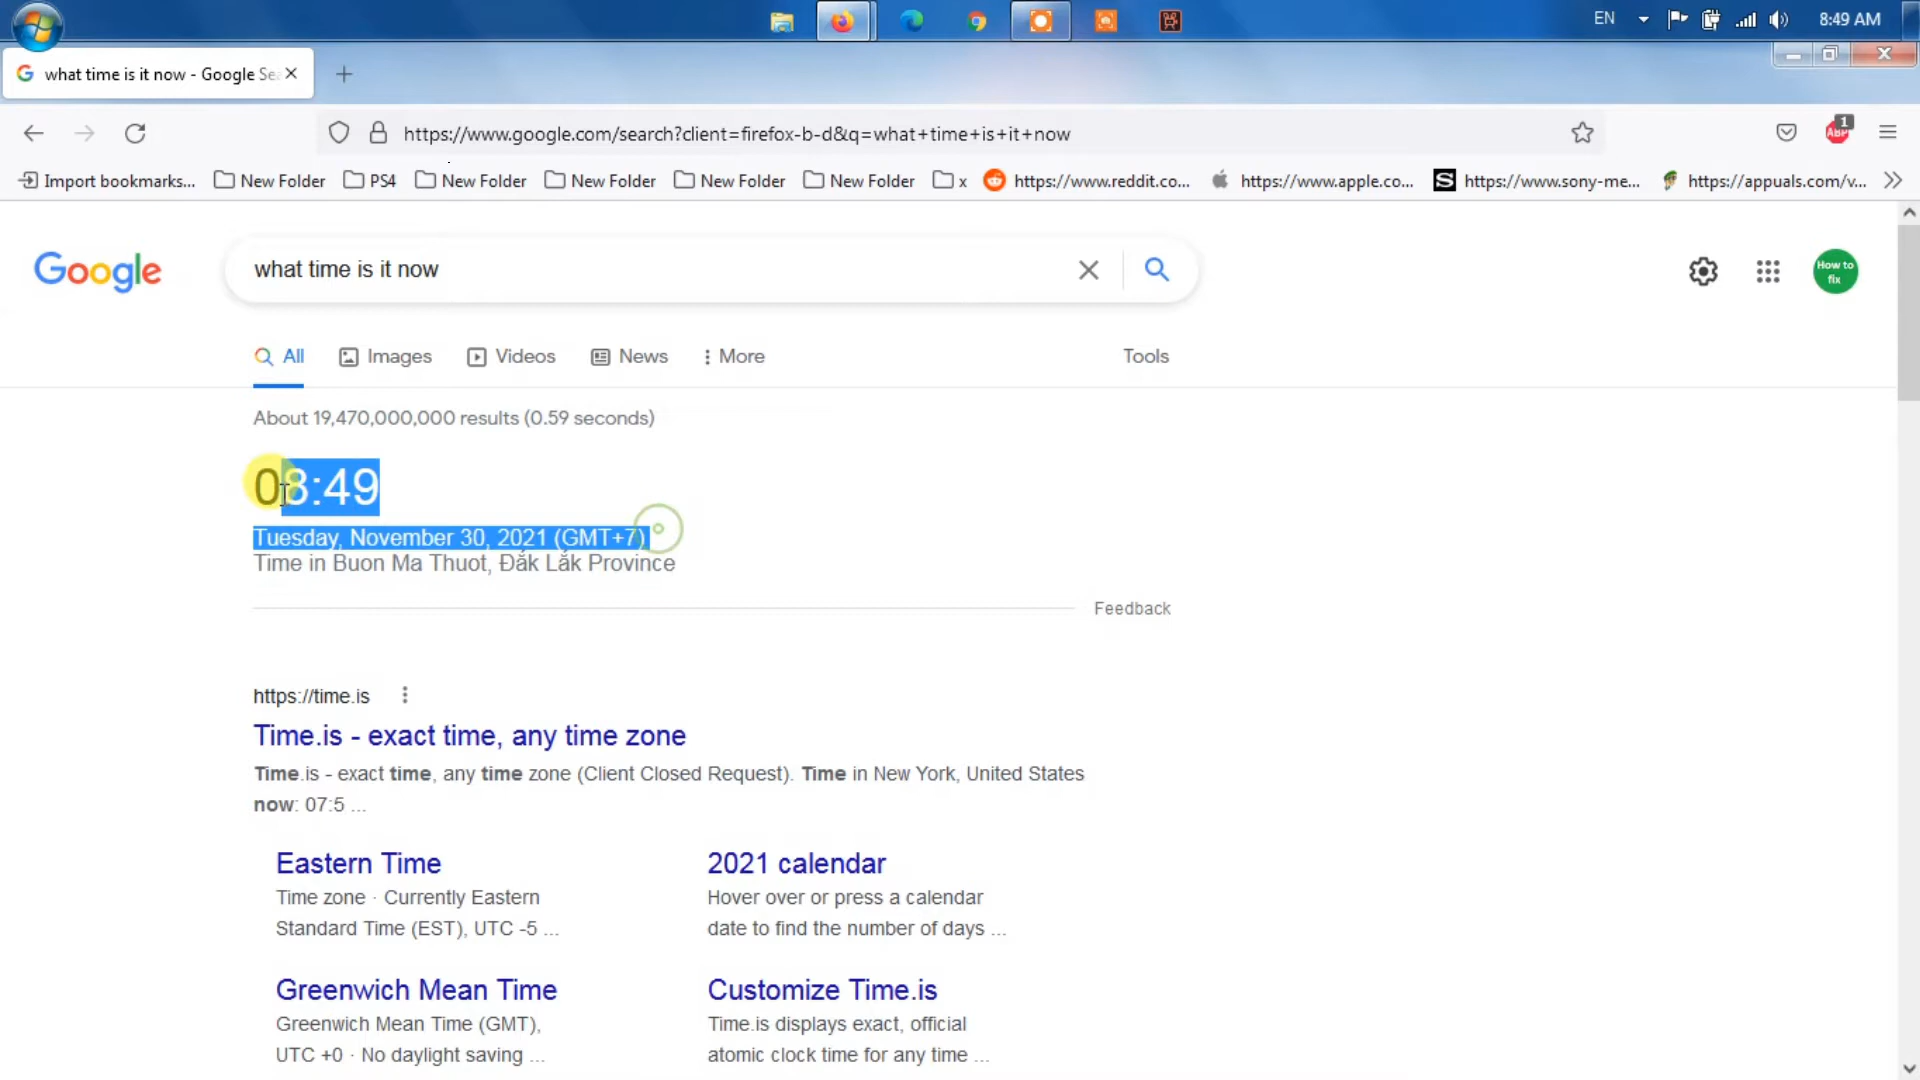 EN 8:49 AM
what time is it now - Google Se
https://www.google.com/search?client=firefox-b-d&q=what+time+is+it+now
ABP 1
Import bookmarks... New Folder PS4 New Folder New Folder New Folder New Folder x https://www.reddit.co... https://www.apple.co... S https://www.sony-me... https://appuals.com/v...
Google
what time is it now
How to
fix
All Images Videos News More Tools
About 19,470,000,000 results (0.59 seconds)
08:49
Tuesday, November 30, 2021 (GMT+7)
Time in Buon Ma Thuot, Đắk Lắk Province
Feedback
https://time.is
Time.is - exact time, any time zone
Time.is - exact time, any time zone (Client Closed Request). Time in New York, United States
now: 07:5 ...
Eastern Time
Time zone · Currently Eastern
Standard Time (EST), UTC -5 ...
2021 calendar
Hover over or press a calendar
date to find the number of days ...
Greenwich Mean Time
Greenwich Mean Time (GMT),
UTC +0 · No daylight saving ...
Customize Time.is
Time.is displays exact, official
atomic clock time for any time ...